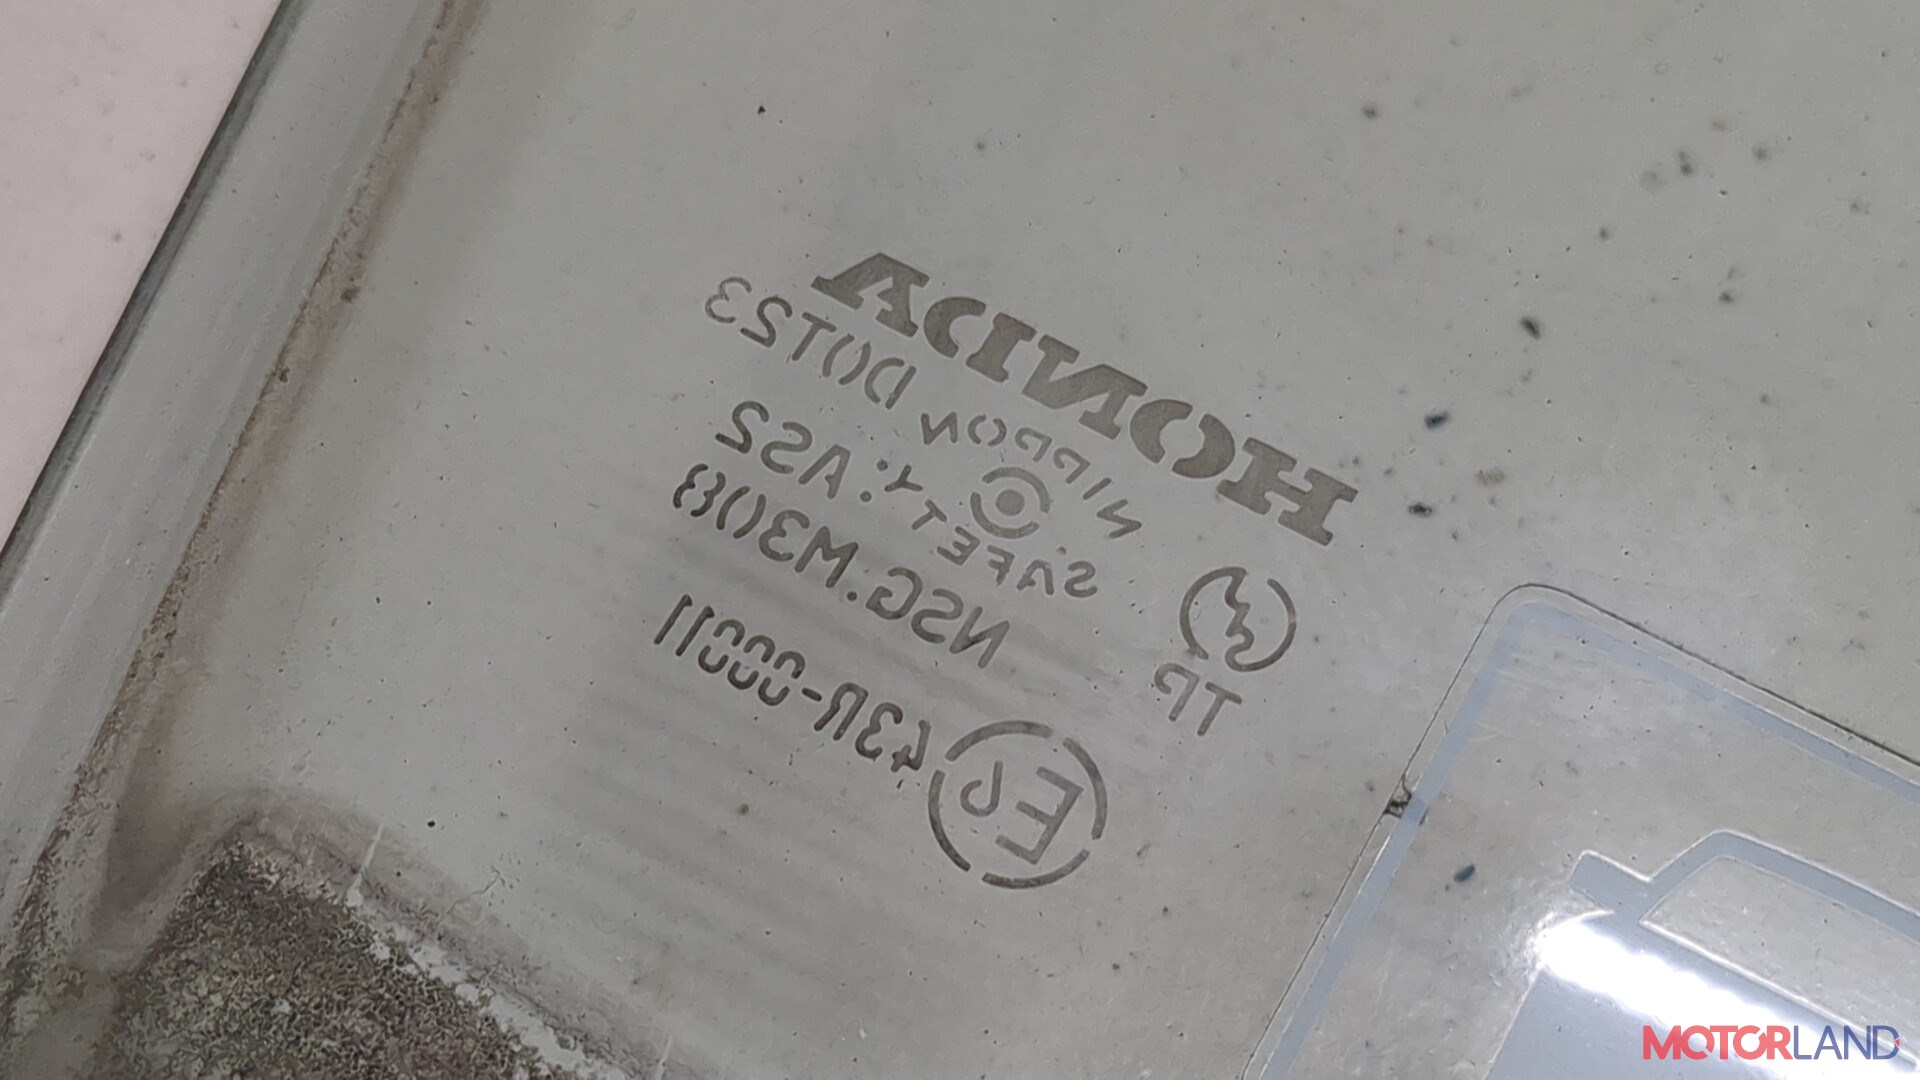 HONDA
NIPPON DOT23
SAFETY: AS2
TP
NSG.M308
E6 43R-00011
MOTORLAND